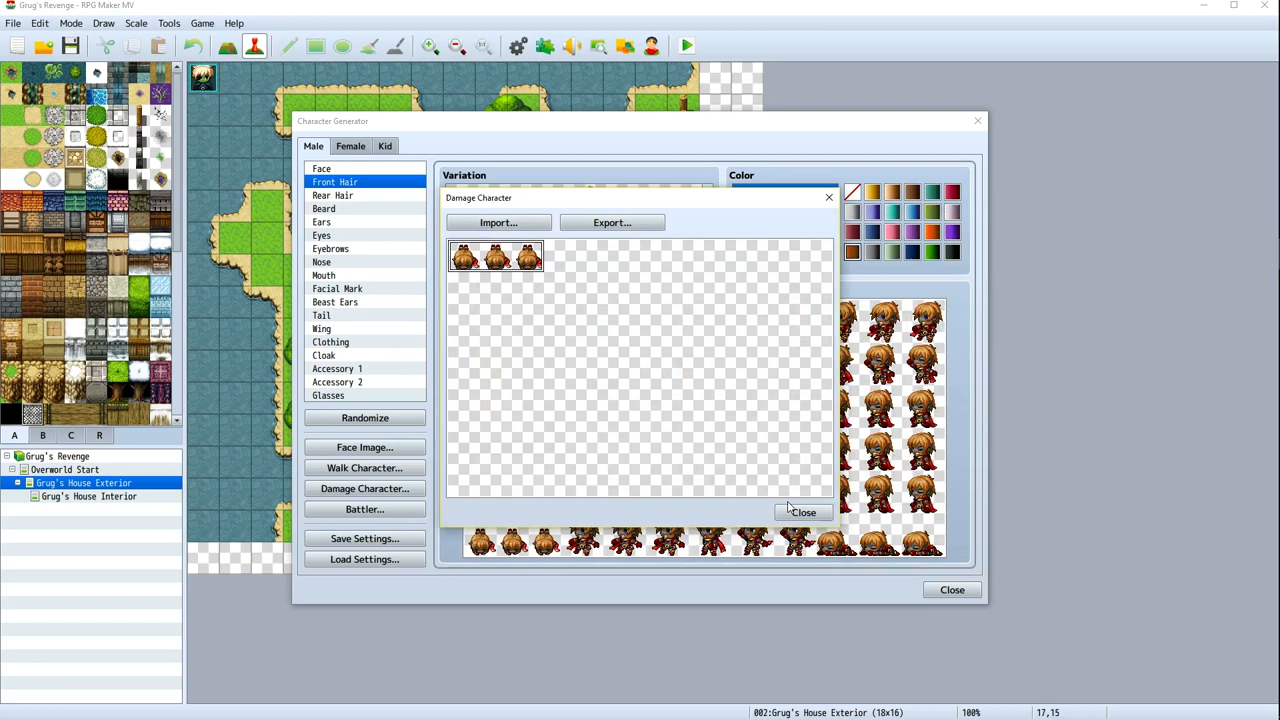 Grug's Revenge - RPG Maker MV
File Edit Mode Draw Scale Tools Game Help
Character Generator
Male Female Kid
Face
Front Hair
Rear Hair
Beard
Ears
Eyes
Eyebrows
Nose
Mouth
Facial Mark
Beast Ears
Tail
Wing
Clothing
Cloak
Accessory 1
Accessory 2
Glasses
Randomize
Face Image...
Walk Character...
Damage Character...
Battler...
Save Settings...
Load Settings...
Variation
Color
Damage Character
Import... Export...
Close
Close
A B C R
Grug's Revenge
Overworld Start
Grug's House Exterior
Grug's House Interior
002:Grug's House Exterior (18x16) 100% 17,15